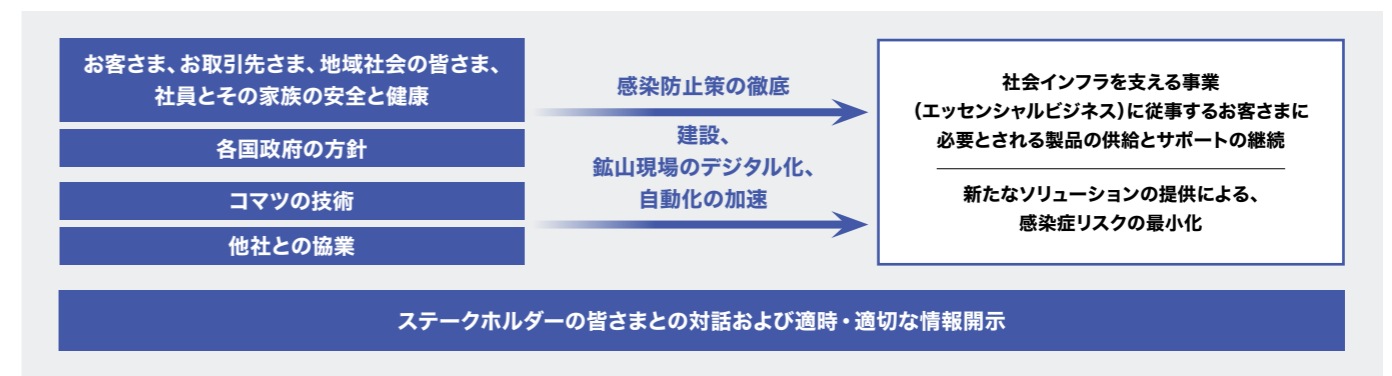 お客さま、お取引先さま、地域社会の皆さま、
社員とその家族の安全と健康
各国政府の方針
コマツの技術
他社との協業
感染防止策の徹底
建設、
鉱山現場のデジタル化、
自動化の加速
社会インフラを支える事業
(エッセンシャルビジネス)に従事するお客さまに
必要とされる製品の供給とサポートの継続
新たなソリューションの提供による、
感染症リスクの最小化
ステークホルダーの皆さまとの対話および適時・適切な情報開示